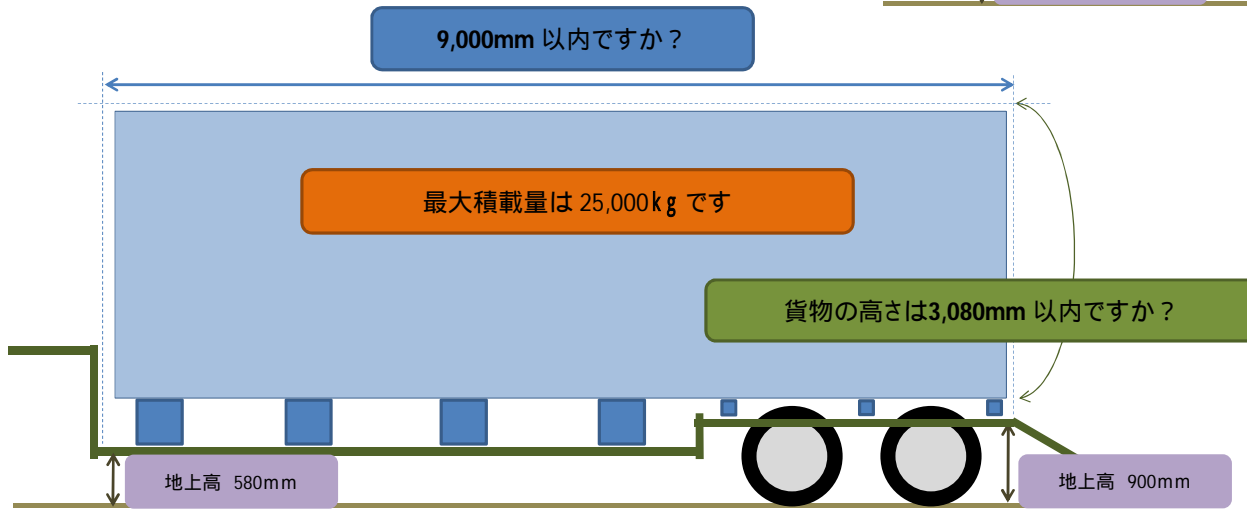 9,000mm 以内ですか？
最大積載量は 25,000ｋｇ です
貨物の高さは3,080mm 以内ですか？
地上高　580mm
地上高　900mm